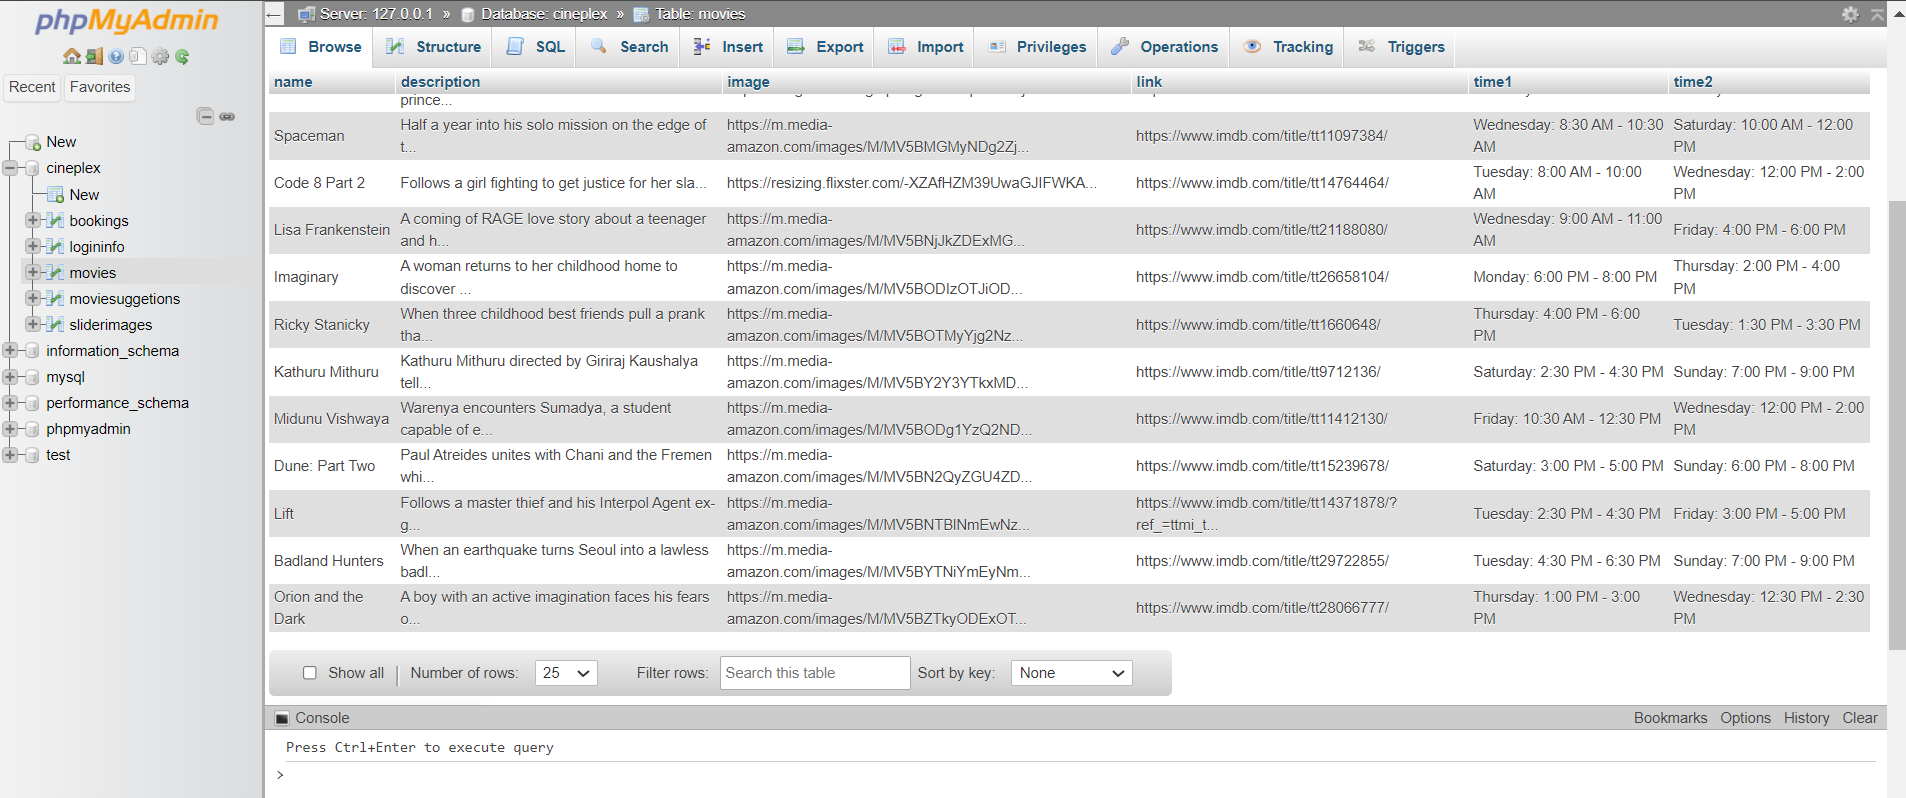 phpMyAdmin
Recent
Favorites
New
cineplex
New
bookings
logininfo
movies
moviesuggetions
sliderimages
information_schema
mysql
performance_schema
phpmyadmin
test
Server: 127.0.0.1 » Database: cineplex » Table: movies
Browse Structure SQL Search Insert Export Import Privileges Operations Tracking Triggers
name description image link time1 time2
prince...
Spaceman
Half a year into his solo mission on the edge of
t...
https://m.media-
amazon.com/images/M/MV5BMGMyNDg2Zj...
https://www.imdb.com/title/tt11097384/
Wednesday: 8:30 AM - 10:30
AM
Saturday: 10:00 AM - 12:00
PM
Code 8 Part 2
Follows a girl fighting to get justice for her sla...
https://resizing.flixster.com/-XZAfHZM39UwaGJIFWKA...
https://www.imdb.com/title/tt14764464/
Tuesday: 8:00 AM - 10:00
AM
Wednesday: 12:00 PM - 2:00
PM
Lisa Frankenstein
A coming of RAGE love story about a teenager
and h...
https://m.media-
amazon.com/images/M/MV5BNjJkZDExMG...
https://www.imdb.com/title/tt21188080/
Wednesday: 9:00 AM - 11:00
AM
Friday: 4:00 PM - 6:00 PM
Imaginary
A woman returns to her childhood home to
discover ...
https://m.media-
amazon.com/images/M/MV5BODIzOTJiOD...
https://www.imdb.com/title/tt26658104/
Monday: 6:00 PM - 8:00 PM
Thursday: 2:00 PM - 4:00
PM
Ricky Stanicky
When three childhood best friends pull a prank
tha...
https://m.media-
amazon.com/images/M/MV5BOTMyYjg2Nz...
https://www.imdb.com/title/tt1660648/
Thursday: 4:00 PM - 6:00
PM
Tuesday: 1:30 PM - 3:30 PM
Kathuru Mithuru
Kathuru Mithuru directed by Giriraj Kaushalya
tell...
https://m.media-
amazon.com/images/M/MV5BY2Y3YTkxMD...
https://www.imdb.com/title/tt9712136/
Saturday: 2:30 PM - 4:30 PM
Sunday: 7:00 PM - 9:00 PM
Midunu Vishwaya
Warenya encounters Sumadya, a student
capable of e...
https://m.media-
amazon.com/images/M/MV5BODg1YzQ2ND...
https://www.imdb.com/title/tt11412130/
Friday: 10:30 AM - 12:30 PM
Wednesday: 12:00 PM - 2:00
PM
Dune: Part Two
Paul Atreides unites with Chani and the Fremen
whi...
https://m.media-
amazon.com/images/M/MV5BN2QyZGU4ZD...
https://www.imdb.com/title/tt15239678/
Saturday: 3:00 PM - 5:00 PM
Sunday: 6:00 PM - 8:00 PM
Lift
Follows a master thief and his Interpol Agent ex-
g...
https://m.media-
amazon.com/images/M/MV5BNTBlNmEwNz...
https://www.imdb.com/title/tt14371878/?
ref_=ttmi_t...
Tuesday: 2:30 PM - 4:30 PM
Friday: 3:00 PM - 5:00 PM
Badland Hunters
When an earthquake turns Seoul into a lawless
badl...
https://m.media-
amazon.com/images/M/MV5BYTNiYmEyNm...
https://www.imdb.com/title/tt29722855/
Tuesday: 4:30 PM - 6:30 PM
Sunday: 7:00 PM - 9:00 PM
Orion and the
Dark
A boy with an active imagination faces his fears
o...
https://m.media-
amazon.com/images/M/MV5BZTkyODExOT...
https://www.imdb.com/title/tt28066777/
Thursday: 1:00 PM - 3:00
PM
Wednesday: 12:30 PM - 2:30
PM
Show all Number of rows: 25 Filter rows: Search this table Sort by key: None
Console Bookmarks Options History Clear
Press Ctrl+Enter to execute query
>